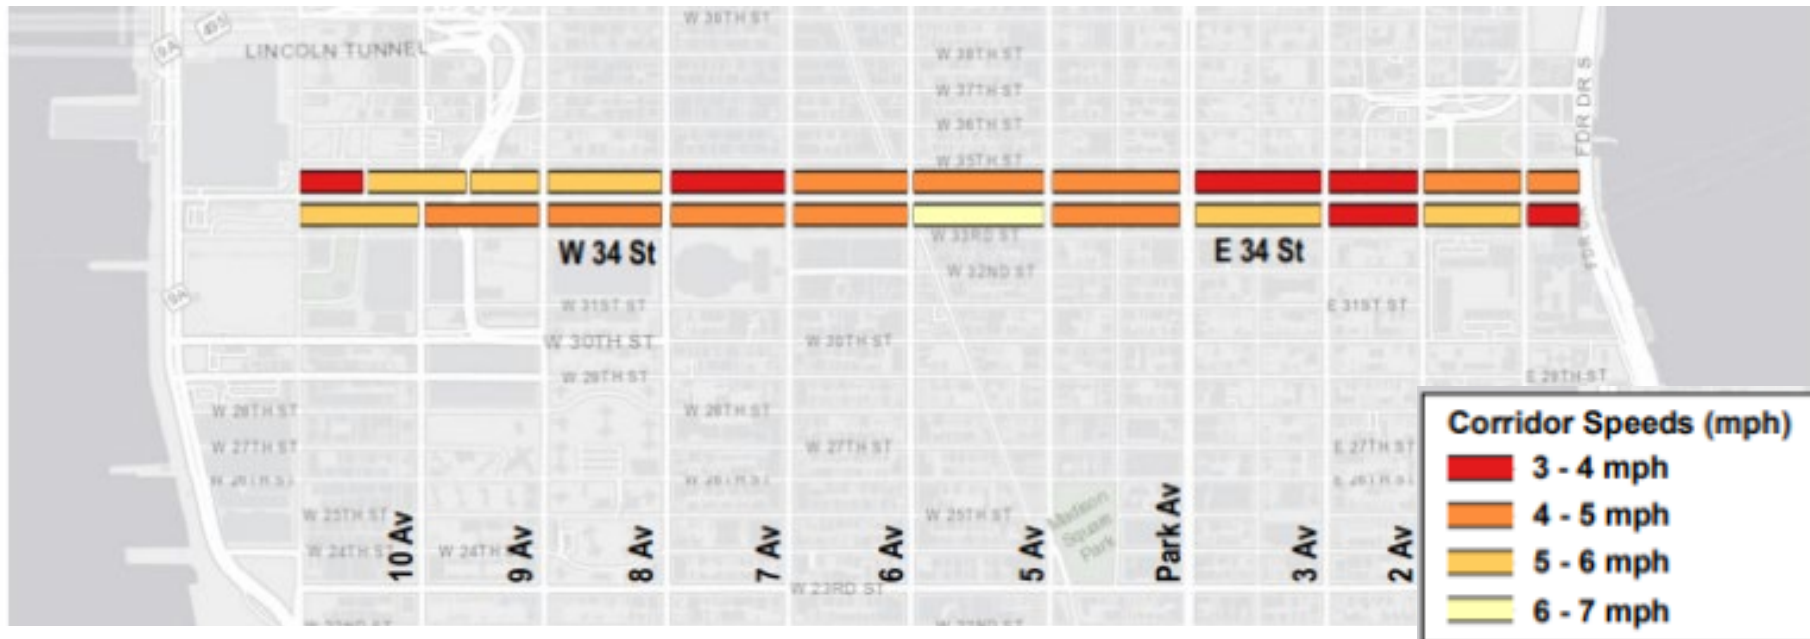 W 38TH ST
9A
495
LINCOLN TUNNEL
W 38TH ST
W 37TH ST
W 36TH ST
W 35TH ST
FDR DR S
W 33RD ST
W 34 St
E 34 St
W 32ND ST
9A
W 31ST ST
E 31ST ST
W 30TH ST
W 30TH ST
E 29TH ST
W 28TH ST
W 27TH ST
W 27TH ST
E 27TH ST
W 25TH ST
W 25TH ST
W 24TH ST
W 24TH S
W 23RD ST
Madison
Square
Park
10 Av
9 Av
8 Av
7 Av
6 Av
5 Av
Park Av
3 Av
2 Av
Corridor Speeds (mph)
3 - 4 mph
4 - 5 mph
5 - 6 mph
6 - 7 mph